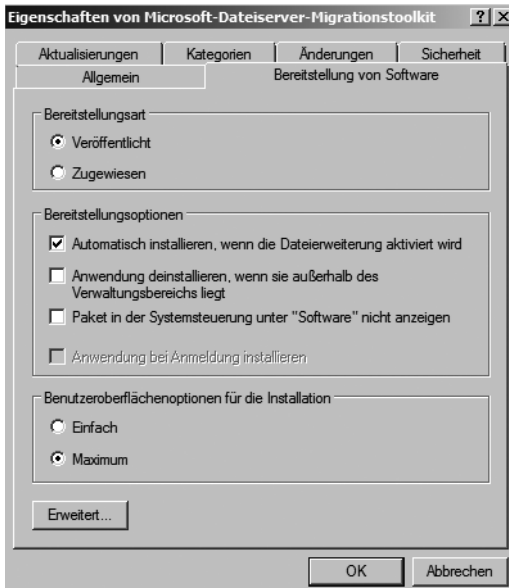 Eigenschaften von Microsoft-Dateiserver-Migrationstoolkit
Aktualisierungen
Kategorien
Änderungen
Sicherheit
Allgemein
Bereitstellung von Software
Bereitstellungsart
Veröffentlicht
Zugewiesen
Bereitstellungsoptionen
Automatisch installieren, wenn die Dateierweiterung aktiviert wird
Anwendung deinstallieren, wenn sie außerhalb des
Verwaltungsbereichs liegt
Paket in der Systemsteuerung unter "Software" nicht anzeigen
Anwendung bei Anmeldung installieren
Benutzeroberflächenoptionen für die Installation
Einfach
Maximum
Erweitert...
OK
Abbrechen